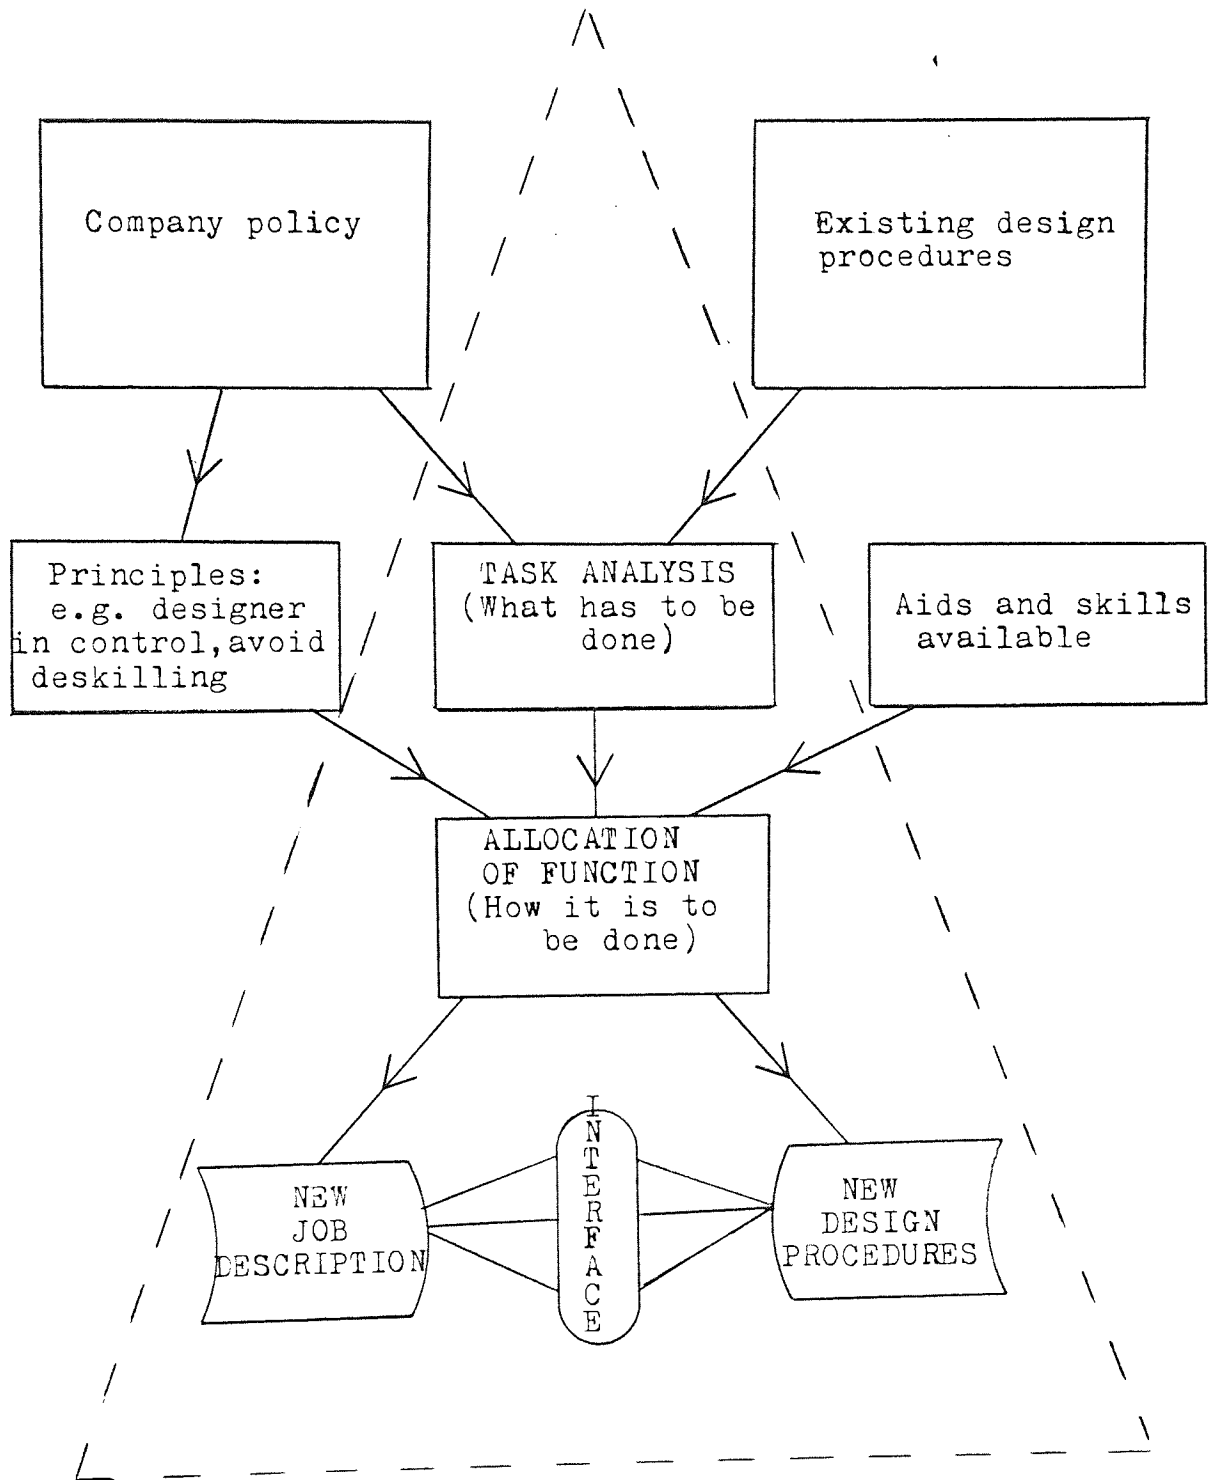 Company policy
Existing design
procedures
Principles:
e.g. designer
in control,avoid
deskilling
TASK ANALYSIS
(What has to be
done)
Aids and skills
available
ALLOCATION
OF FUNCTION
(How it is to
be done)
NEW
JOB
DESCRIPTION
INTERFACE
NEW
DESIGN
PROCEDURES